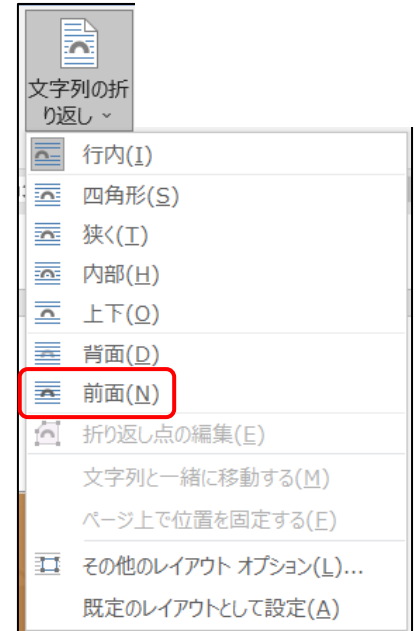 文字列の折
り返し
行内(I)
四角形(S)
狭く(T)
内部(H)
上下(O)
背面(D)
前面(N)
折り返し点の編集(E)
文字列と一緒に移動する(M)
ページ上で位置を固定する(F)
その他のレイアウト オプション(L)...
既定のレイアウトとして設定(A)